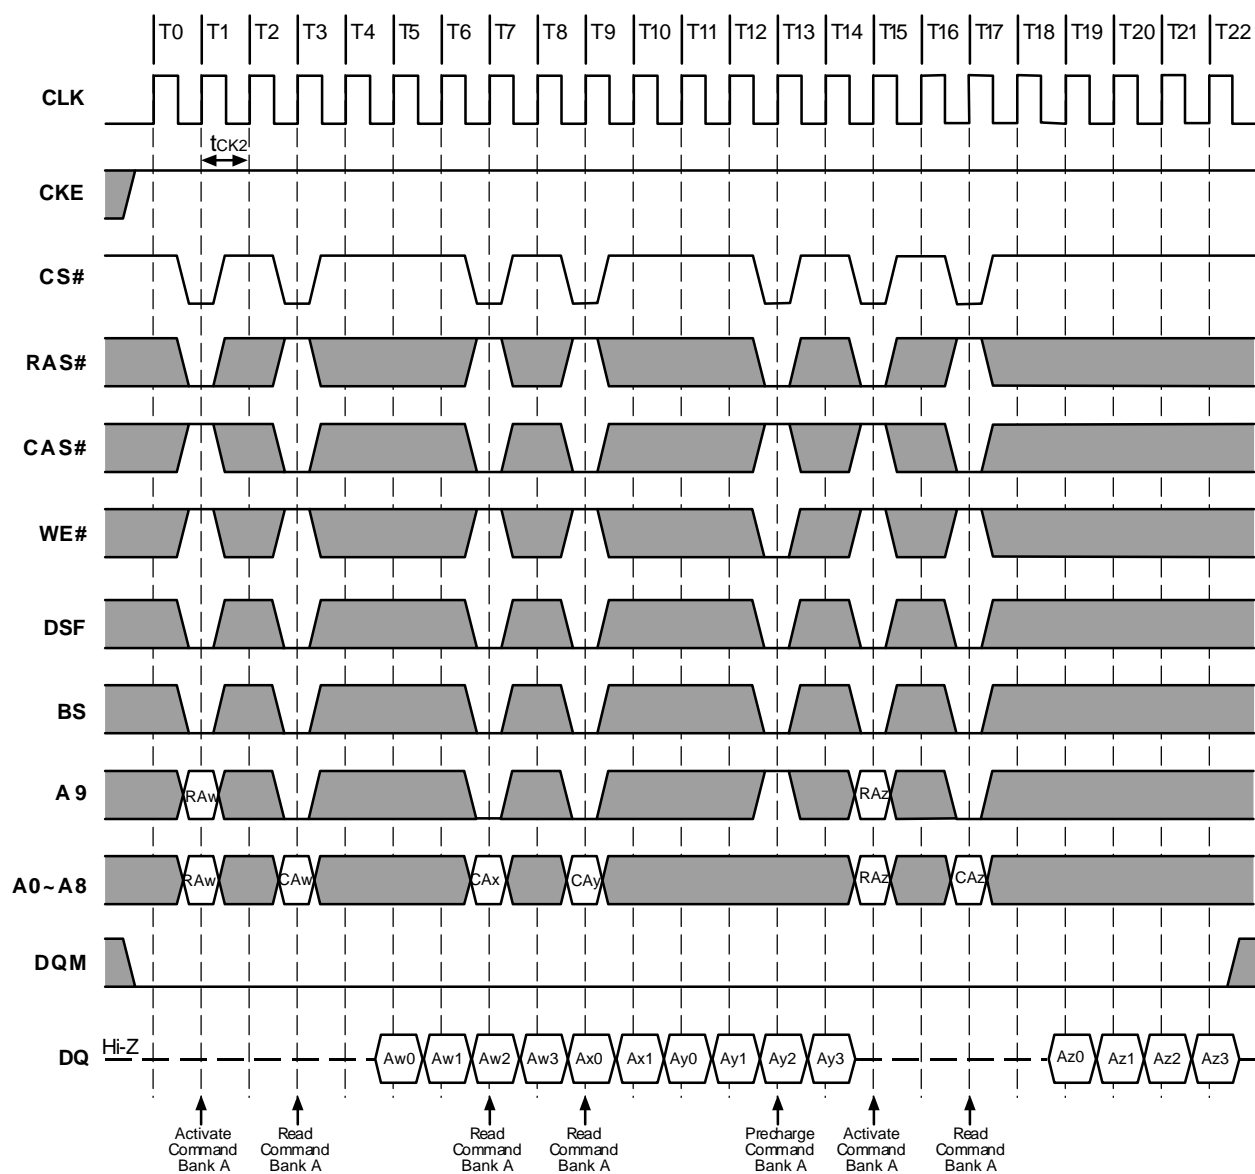 T0 T1 T2 T3 T4 T5 T6 T7 T8 T9 T10 T11 T12 T13 T14 T15 T16 T17 T18 T19 T20 T21 T22
CLK
tCK2
CKE
CS#
RAS#
CAS#
WE#
DSF
BS
A9 RAw RAz
A0~A8 RAw CAw CAx CAy RAz CAz
DQM
DQ Hi-Z Aw0 Aw1 Aw2 Aw3 Ax0 Ax1 Ay0 Ay1 Ay2 Ay3 Az0 Az1 Az2 Az3
Activate Read Read Read Precharge Activate Read
Command Command Command Command Command Command Command
Bank A Bank A Bank A Bank A Bank A Bank A Bank A